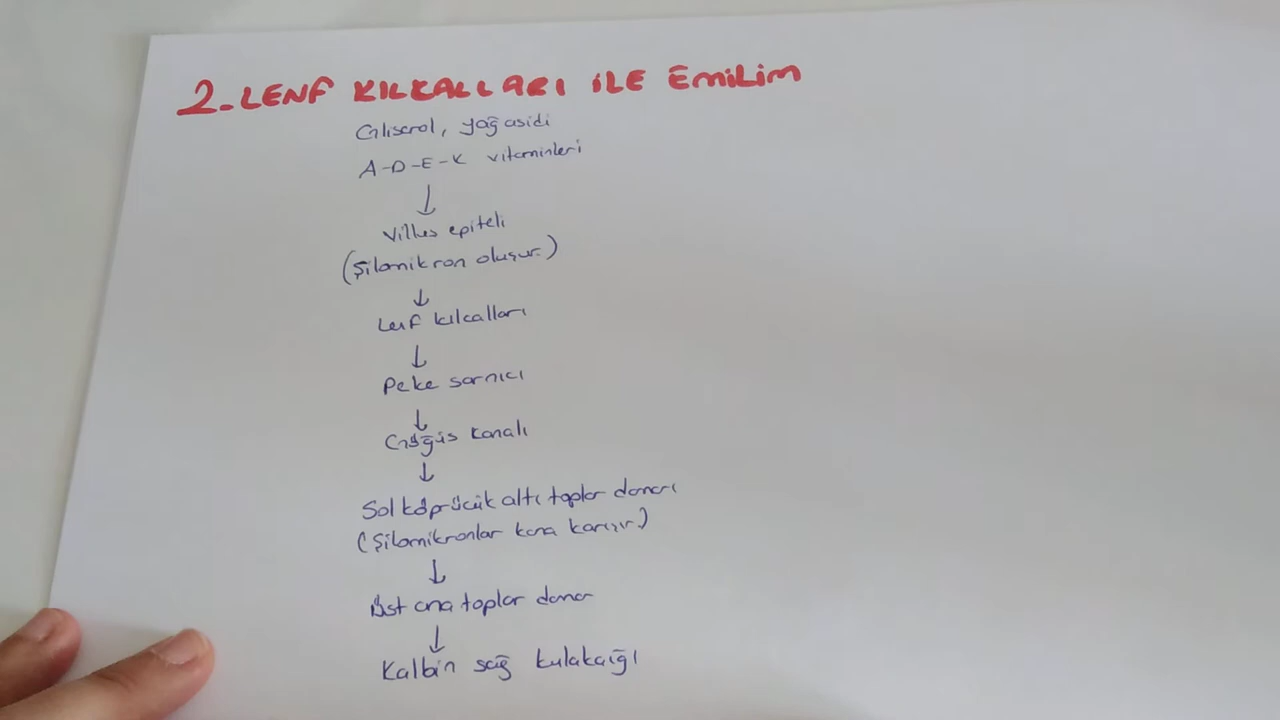 2-LENF KILKALLARI İLE EMİLİM
Gliserol, yağ asidi
A-D-E-K vitaminleri
↓
Villus epiteli
(Şilomikron oluşur.)
↓
Lenf kılcalları
↓
Peke sarnıcı
↓
Göğüs kanalı
↓
Sol köprücük altı toplar damarı
(Şilomikronlar kana karışır)
↓
Üst ana toplar damar
↓
Kalbin sağ kulakçığı